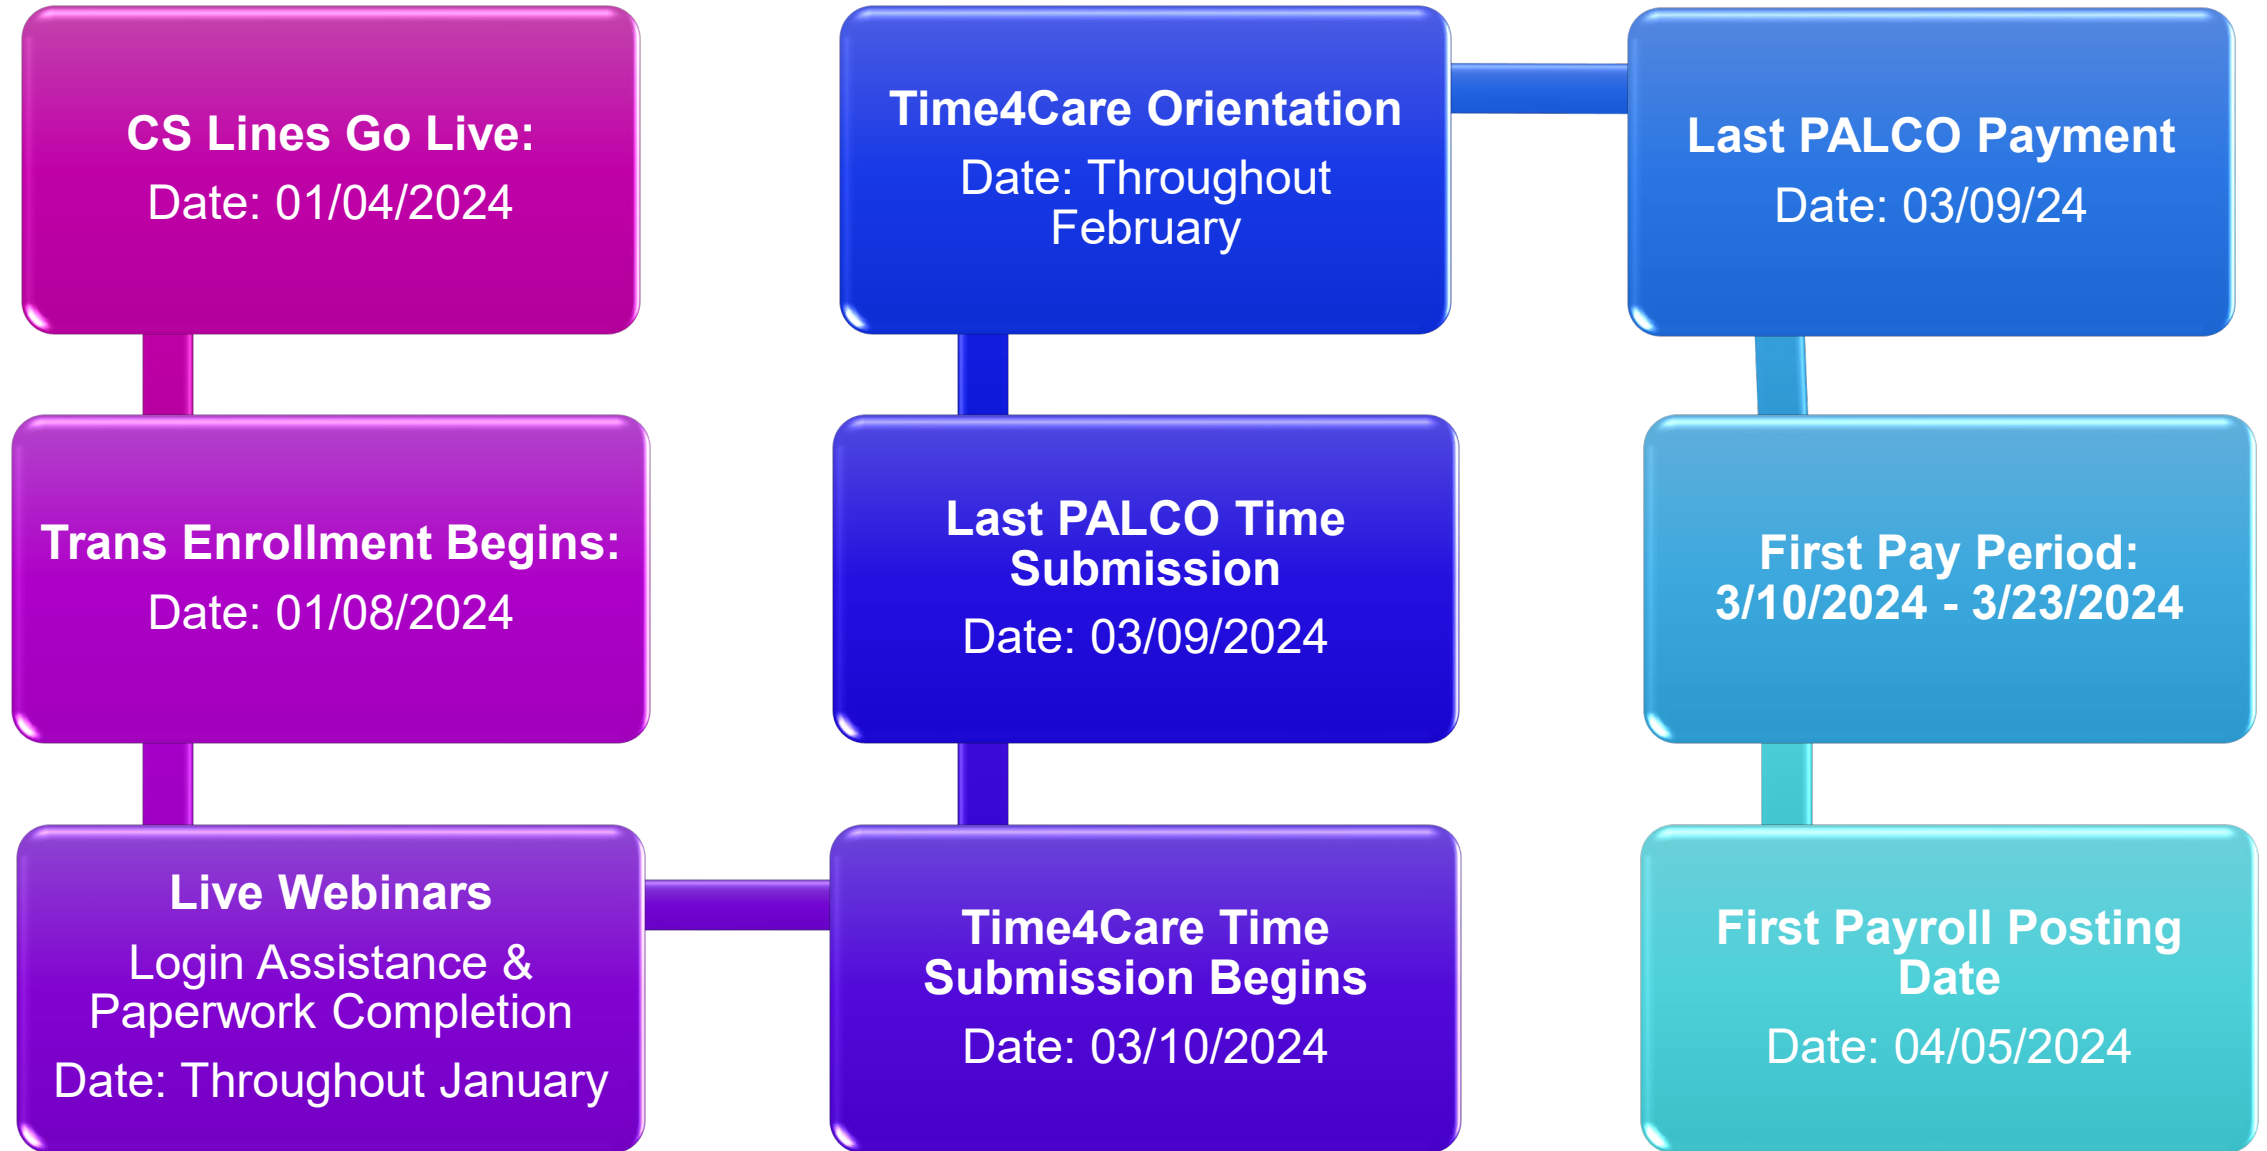 CS Lines Go Live:
Date: 01/04/2024
Trans Enrollment Begins:
Date: 01/08/2024
Live Webinars
Login Assistance &
Paperwork Completion
Date: Throughout January
Time4Care Time
Submission Begins
Date: 03/10/2024
Last PALCO Time
Submission
Date: 03/09/2024
Time4Care Orientation
Date: Throughout
February
Last PALCO Payment
Date: 03/09/24
First Pay Period:
3/10/2024 - 3/23/2024
First Payroll Posting
Date
Date: 04/05/2024